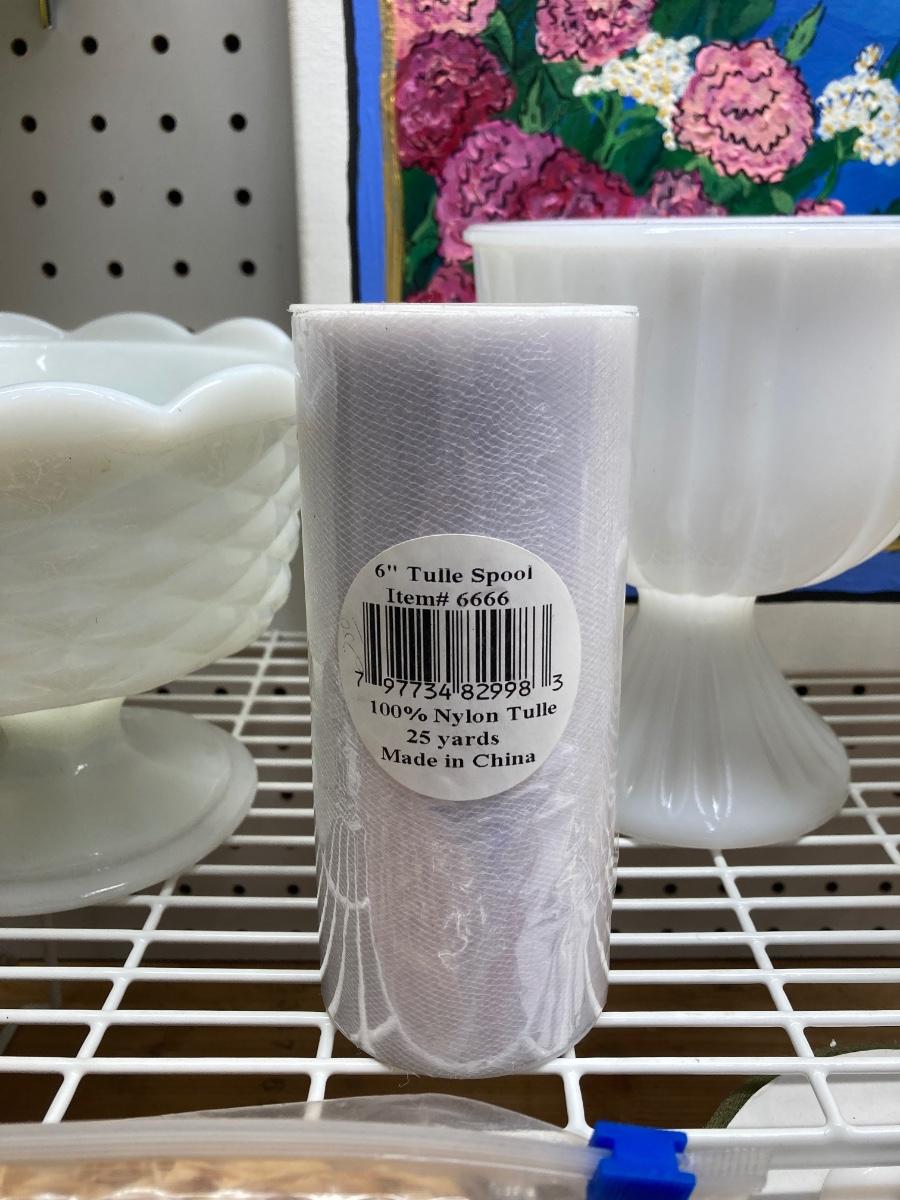 6" Tulle Spool
Item# 6666
7 97734 82998 3
100% Nylon Tulle
25 yards
Made in China